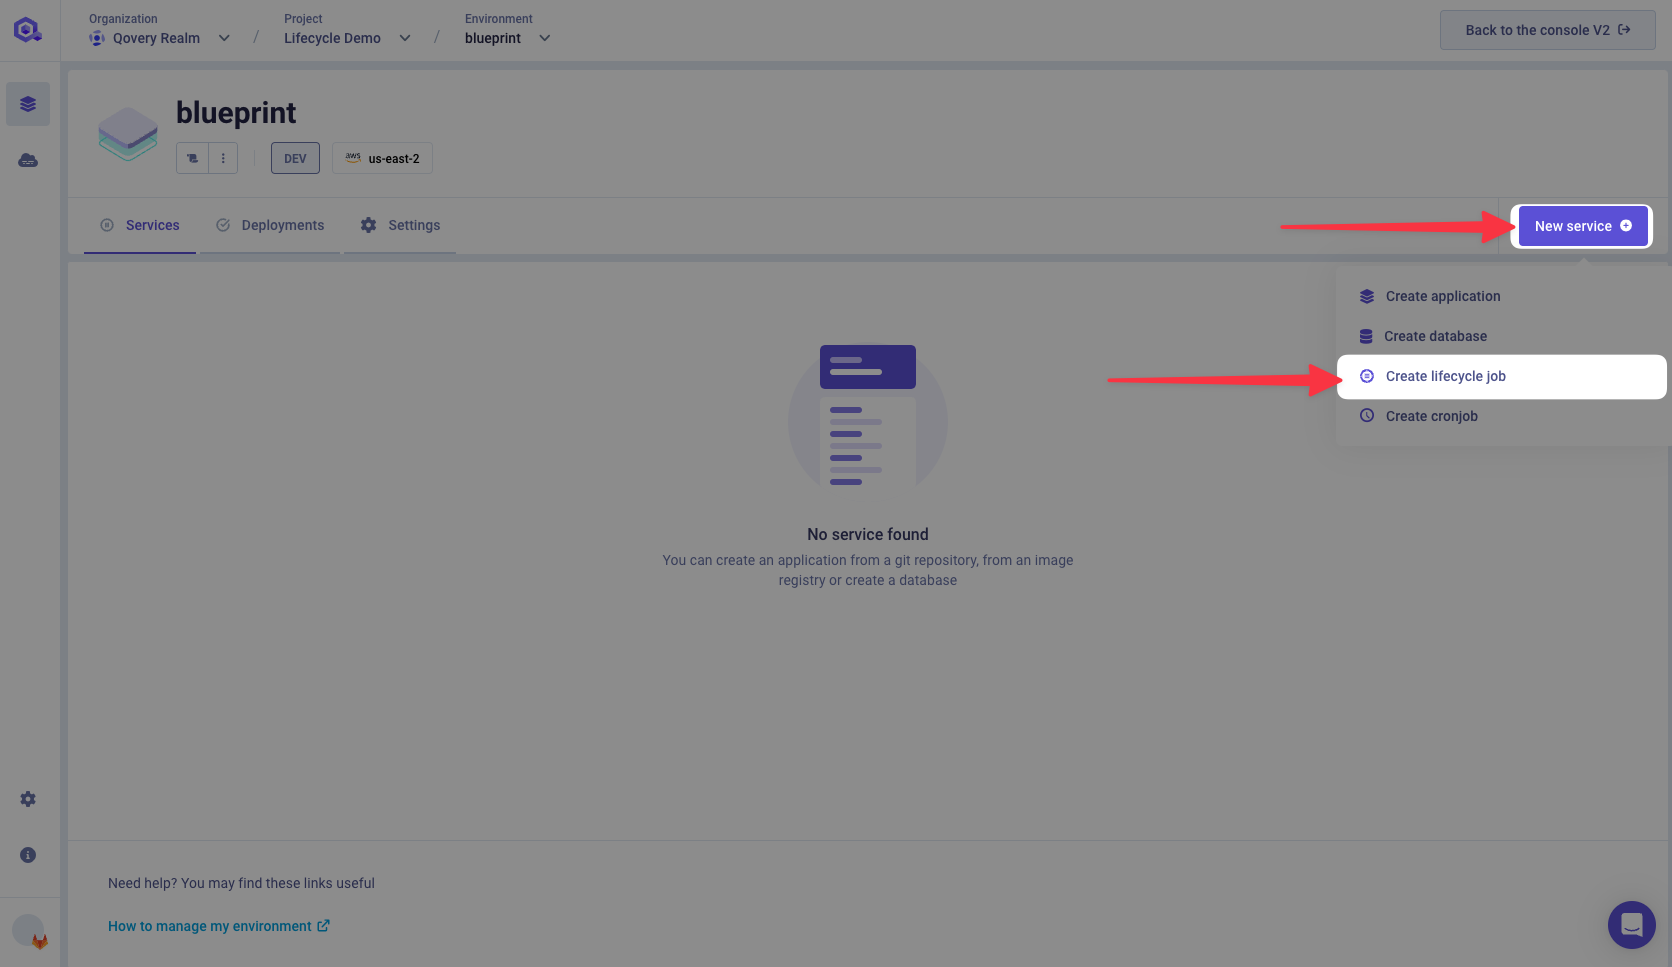 Organization
Qovery Realm
/
Project
Lifecycle Demo
/
Environment
blueprint
Back to the console V2
blueprint
DEV
aws
us-east-2
Services
Deployments
Settings
New service
Create application
Create database
Create lifecycle job
Create cronjob
No service found
You can create an application from a git repository, from an image
registry or create a database
Need help? You may find these links useful
How to manage my environment